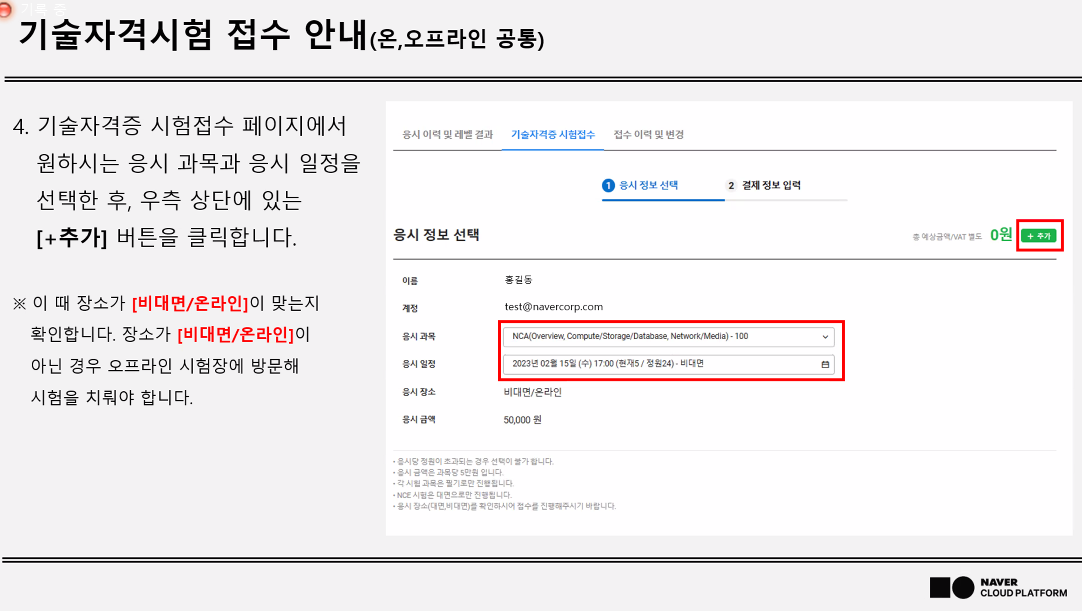 기록 중
기술자격시험 접수 안내(온,오프라인 공통)
4. 기술자격증 시험접수 페이지에서
원하시는 응시 과목과 응시 일정을
선택한 후, 우측 상단에 있는
[+추가] 버튼을 클릭합니다.
※ 이 때 장소가 [비대면/온라인]이 맞는지
확인합니다. 장소가 [비대면/온라인]이
아닌 경우 오프라인 시험장에 방문해
시험을 치뤄야 합니다.
응시 이력 및 레벨 결과 기술자격증 시험접수 접수 이력 및 변경
1 응시 정보 선택 2 결제 정보 입력
응시 정보 선택 총 예상금액/VAT 별도 0원 + 추가
이름 홍길동
계정 test@navercorp.com
응시 과목 NCA(Overview, Compute/Storage/Database, Network/Media) - 100
응시 일정 2023년 02월 15일 (수) 17:00 (현재5 / 정원24) - 비대면
응시 장소 비대면/온라인
응시 금액 50,000 원
• 응시당 정원이 초과되는 경우 선택이 불가 합니다.
• 응시 금액은 과목당 5만원 입니다.
• 각 시험 과목은 필기로만 진행됩니다.
• NCE 시험은 대면으로만 진행됩니다.
• 응시 장소(대면,비대면)를 확인하시어 접수를 진행해주시기 바랍니다.
NAVER
CLOUD PLATFORM